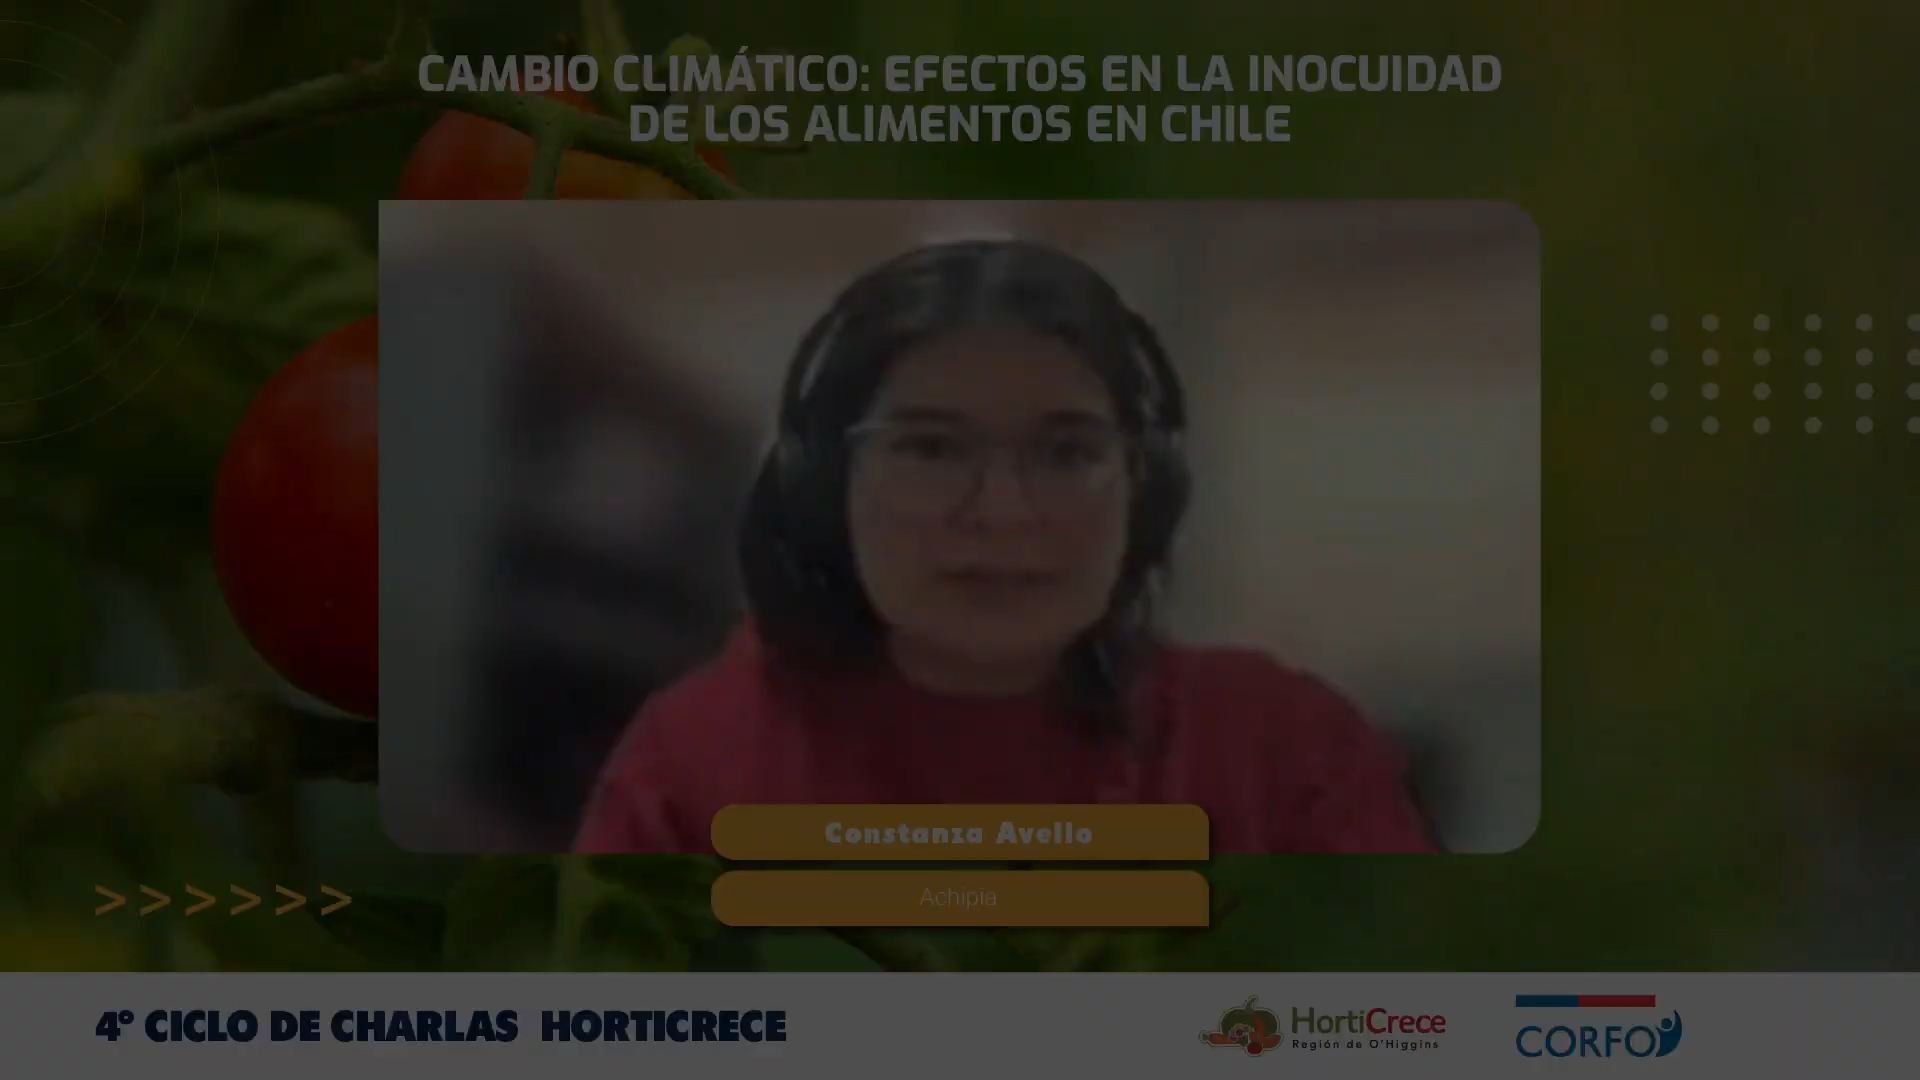 CAMBIO CLIMÁTICO: EFECTOS EN LA INOCUIDAD
DE LOS ALIMENTOS EN CHILE
Constanza Avello
Achipia
>>>>>>
4º CICLO DE CHARLAS HORTICRECE
HortiCrece
Región de O'Higgins
CORFO